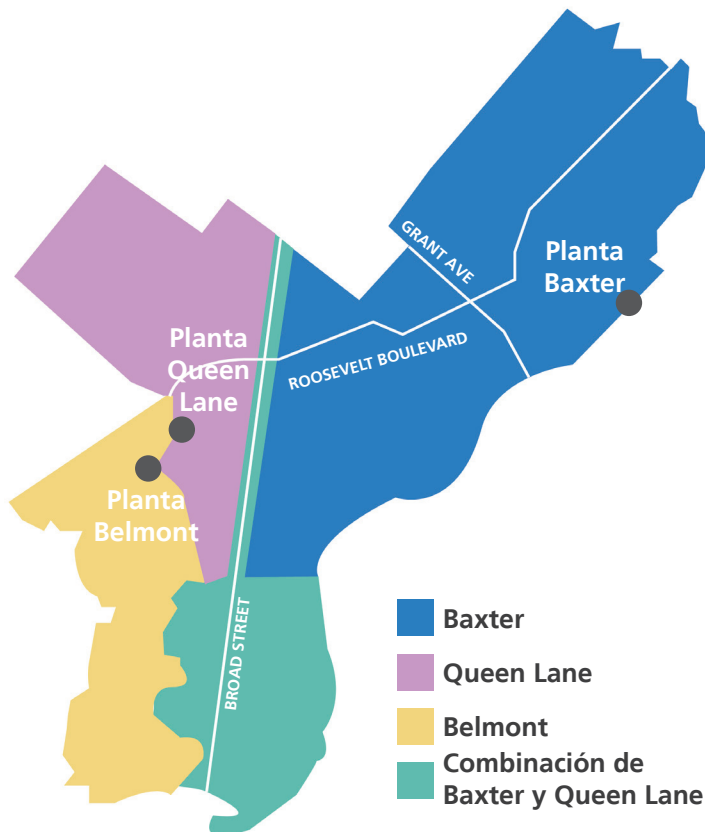 GRANT AVE
Planta
Baxter
Planta
Queen
Lane
ROOSEVELT BOULEVARD
Planta
Belmont
BROAD STREET
Baxter
Queen Lane
Belmont
Combinación de
Baxter y Queen Lane